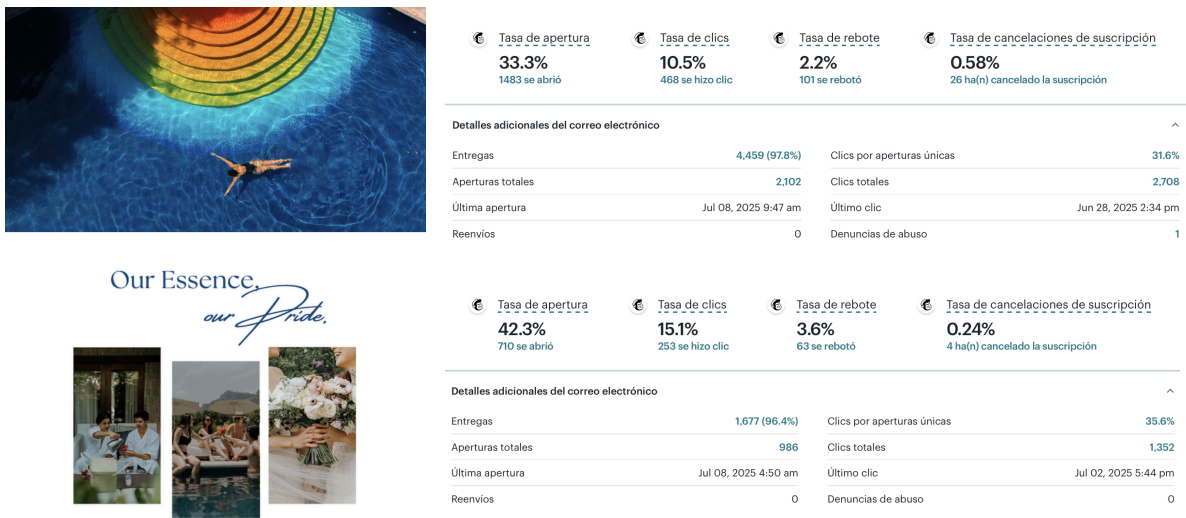 Tasa de apertura
33.3%
1483 se abrió
Tasa de clics
10.5%
468 se hizo clic
Tasa de rebote
2.2%
101 se rebotó
Tasa de cancelaciones de suscripción
0.58%
26 ha(n) cancelado la suscripción
Detalles adicionales del correo electrónico
Entregas 4,459 (97.8%)
Aperturas totales 2,102
Última apertura Jul 08, 2025 9:47 am
Reenvíos 0
Clics por aperturas únicas 31.6%
Clics totales 2,708
Último clic Jun 28, 2025 2:34 pm
Denuncias de abuso 1
Our Essence,
our Pride.
Tasa de apertura
42.3%
710 se abrió
Tasa de clics
15.1%
253 se hizo clic
Tasa de rebote
3.6%
63 se rebotó
Tasa de cancelaciones de suscripción
0.24%
4 ha(n) cancelado la suscripción
Detalles adicionales del correo electrónico
Entregas 1,677 (96.4%)
Aperturas totales 986
Última apertura Jul 08, 2025 4:50 am
Reenvíos 0
Clics por aperturas únicas 35.6%
Clics totales 1,352
Último clic Jul 02, 2025 5:44 pm
Denuncias de abuso 0